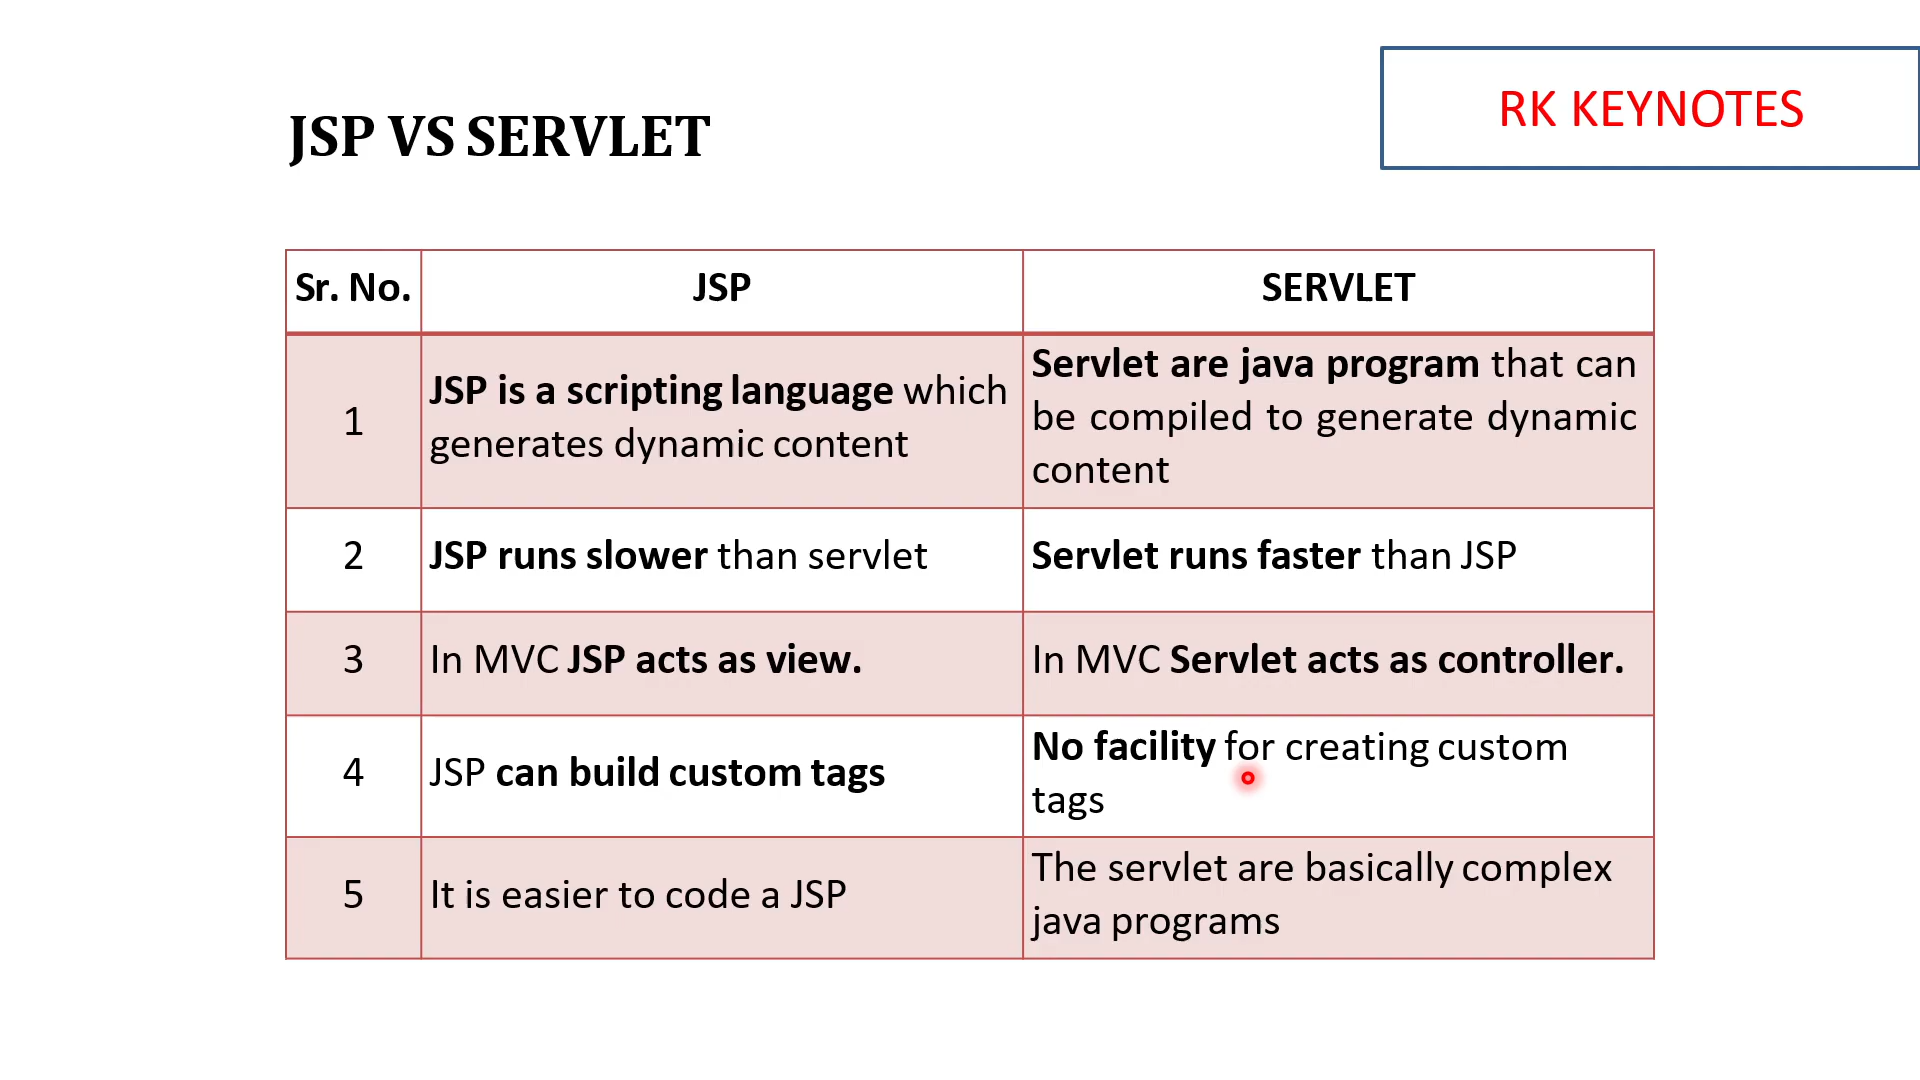 RK KEYNOTES
JSP VS SERVLET
Sr. No. JSP SERVLET
1
JSP is a scripting language which
generates dynamic content
Servlet are java program that can
be compiled to generate dynamic
content
2
JSP runs slower than servlet
Servlet runs faster than JSP
3
In MVC JSP acts as view.
In MVC Servlet acts as controller.
4
JSP can build custom tags
No facility for creating custom
tags
5
It is easier to code a JSP
The servlet are basically complex
java programs